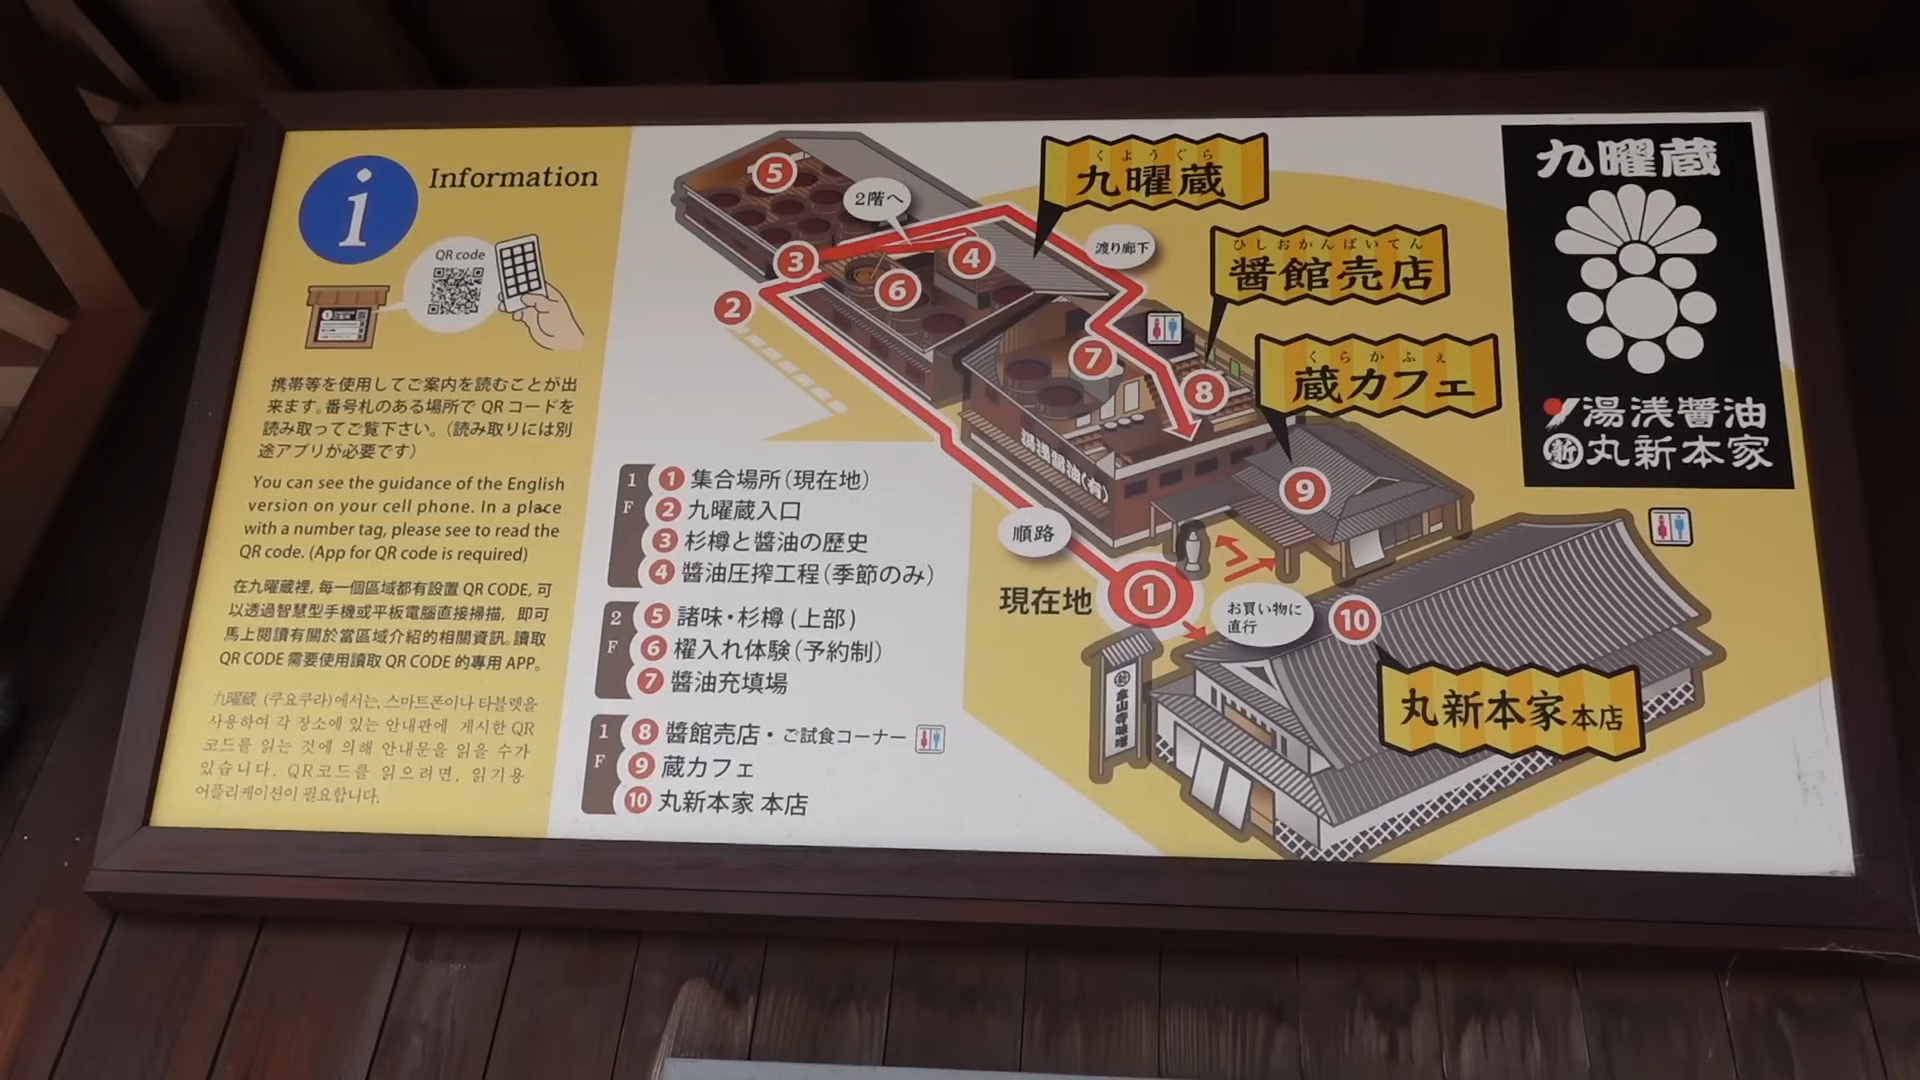 Information
QR code
携帯等を使用してご案内を読むことが出
来ます。番号札のある場所で QRコードを
読み取ってご覧下さい。（読み取りには別
途アプリが必要です）
You can see the guidance of the English
version on your cell phone. In a place
with a number tag, please see to read the
QR code. (App for QR code is required)
在九曜蔵裡, 每一個區域都有設置 QR CODE, 可
以透過智慧型手機或平板電腦直接掃描，即可
馬上閱讀有關於當區域介紹的相關資訊。讀取
QR CODE 需要使用讀取 QR CODE 的專用 APP。
九曜蔵 (쿠요쿠라)에서는, 스마트폰이나 타블렛을
사용하여 각 장소에 있는 안내판에 게시한 QR
코드를 읽는 것에 의해 안내문을 읽을 수가
있습니다. QR코드를 읽으려면, 읽기용
어플리케이션이 필요합니다.
1F
① 集合場所（現在地）
② 九曜蔵入口
③ 杉樽と醤油の歴史
④ 醤油圧搾工程（季節のみ）
2F
⑤ 諸味・杉樽（上部）
⑥ 櫂入れ体験（予約制）
⑦ 醤油充填場
1F
⑧ 醤館売店・ご試食コーナー
⑨ 蔵カフェ
⑩ 丸新本家 本店
5
2階へ
3
4
6
2
7
8
9
1
10
くようぐら
九曜蔵
渡り廊下
ひしおかんばいてん
醤館売店
くらかふぇ
蔵カフェ
湯浅醤油(有)
順路
現在地
お買い物に
直行
丸新本家 本店
新
金山寺味噌
九曜蔵
湯浅醤油
新 丸新本家